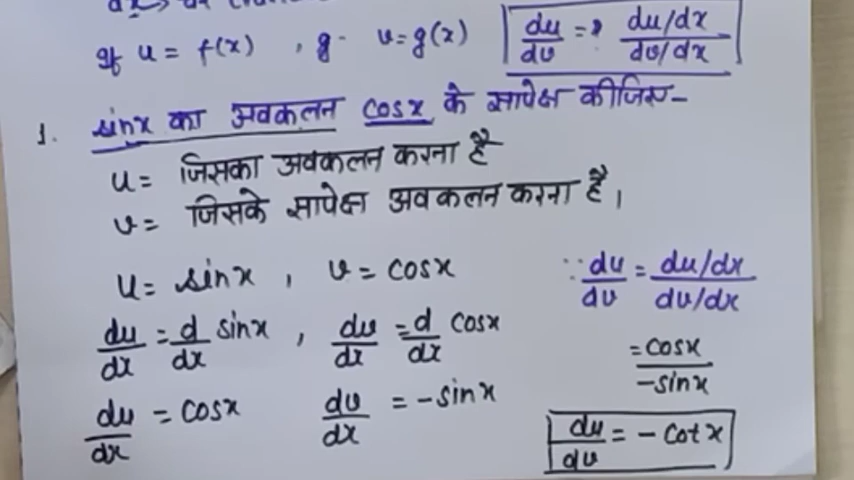 If u = f(x) , g v = g(x) du/dv = du/dx / dv/dx
1. sinx का अवकलन cosx के सापेक्ष कीजिए-
u = जिसका अवकलन करना है
v = जिसके सापेक्ष अवकलन करना है।
u = sinx , v = cosx
du/dx = d/dx sinx , dv/dx = d/dx cosx
du/dx = cosx dv/dx = -sinx
∵ du/dv = du/dx / dv/dx
= cosx / -sinx
du/dv = - cotx